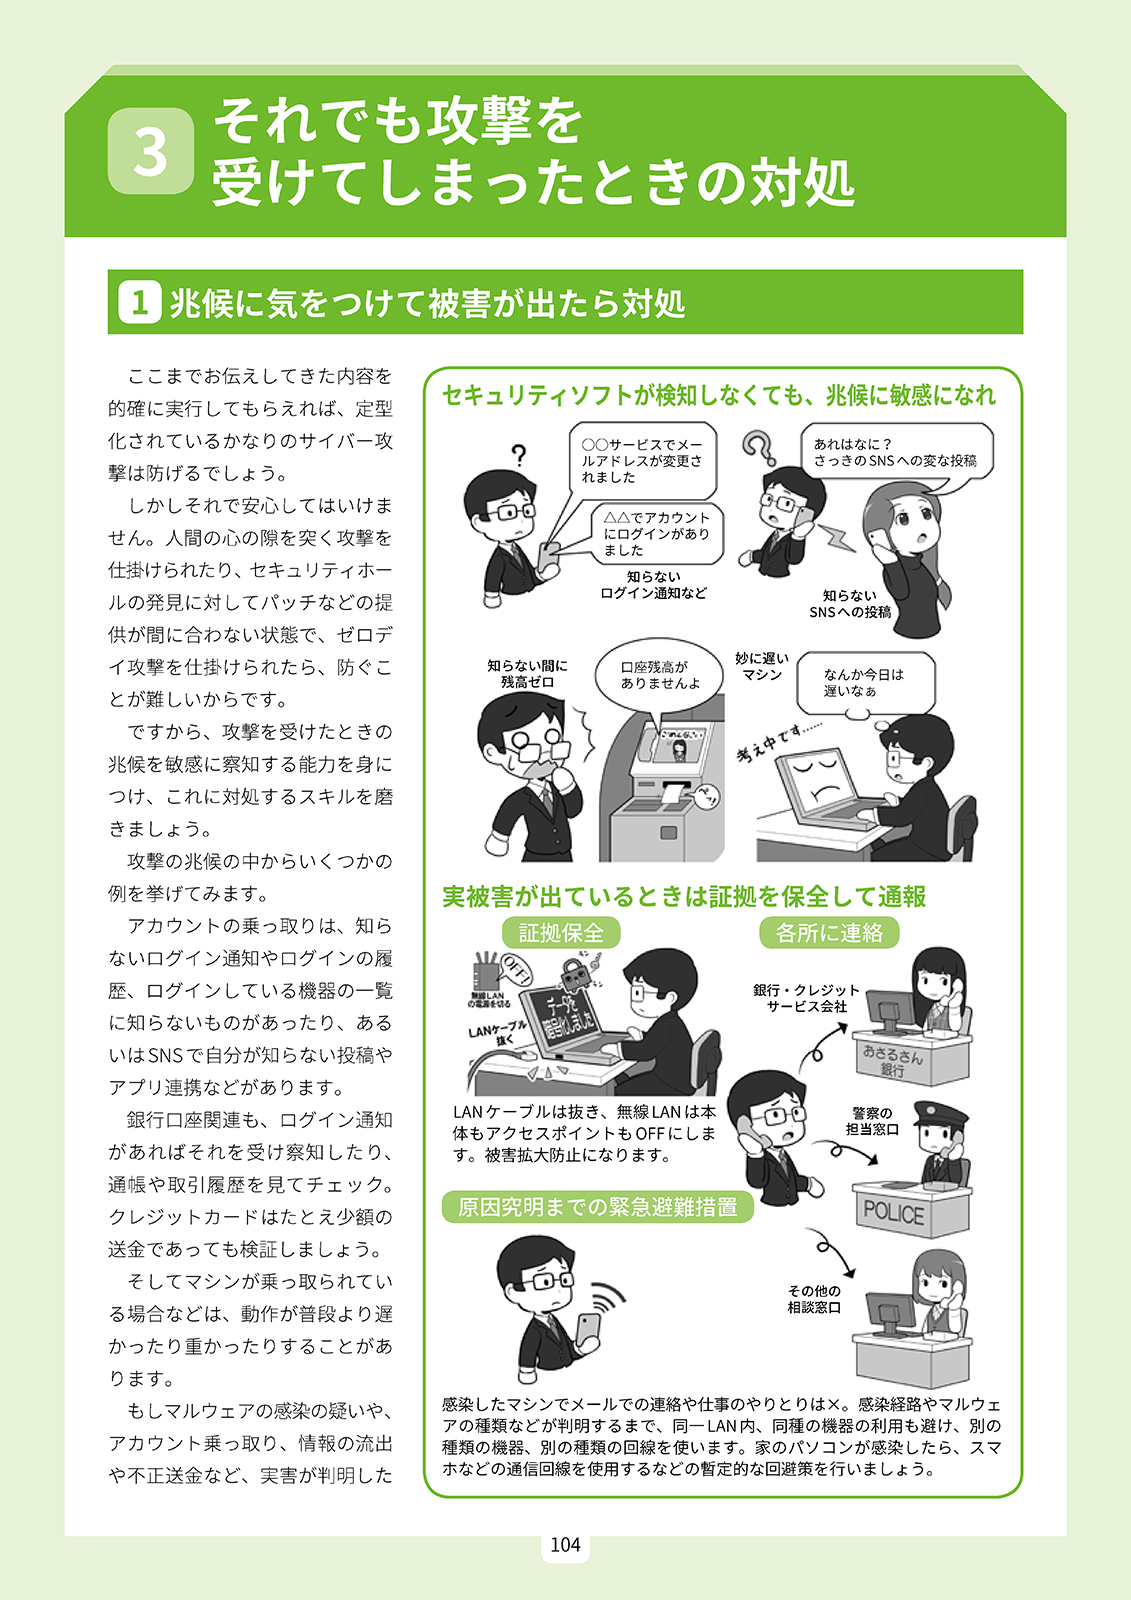 3
それでも攻撃を
受けてしまったときの対処
1 兆候に気をつけて被害が出たら対処
ここまでお伝えしてきた内容を
的確に実行してもらえれば、定型
化されているかなりのサイバー攻
撃は防げるでしょう。
しかしそれで安心してはいけま
せん。人間の心の隙を突く攻撃を
仕掛けられたり、セキュリティホー
ルの発見に対してパッチなどの提
供が間に合わない状態で、ゼロデ
イ攻撃を仕掛けられたら、防ぐこ
とが難しいからです。
ですから、攻撃を受けたときの
兆候を敏感に察知する能力を身に
つけ、これに対処するスキルを磨
きましょう。
攻撃の兆候の中からいくつかの
例を挙げてみます。
アカウントの乗っ取りは、知ら
ないログイン通知やログインの履
歴、ログインしている機器の一覧
に知らないものがあったり、ある
いはSNSで自分が知らない投稿や
アプリ連携などがあります。
銀行口座関連も、ログイン通知
があればそれを受け察知したり、
通帳や取引履歴を見てチェック。
クレジットカードはたとえ少額の
送金であっても検証しましょう。
そしてマシンが乗っ取られてい
る場合などは、動作が普段より遅
かったり重かったりすることがあ
ります。
もしマルウェアの感染の疑いや、
アカウント乗っ取り、情報の流出
や不正送金など、実害が判明した
セキュリティソフトが検知しなくても、兆候に敏感になれ
?
○○サービスでメー
ルアドレスが変更さ
れました
△△でアカウント
にログインがあり
ました
知らない
ログイン通知など
?
あれはなに？
さっきのSNSへの変な投稿
知らない
SNSへの投稿
知らない間に
残高ゼロ
口座残高が
ありませんよ
ごめんなさい
ペッ!
妙に遅い
マシン
なんか今日は
遅いなぁ
考え中です……
実被害が出ているときは証拠を保全して通報
証拠保全
OFF!
無線LAN
の電源を切る
LANケーブル
抜く
データを
暗号化しました
LANケーブルは抜き、無線LANは本
体もアクセスポイントもOFFにしま
す。被害拡大防止になります。
各所に連絡
銀行・クレジット
サービス会社
おさるさん
銀行
警察の
担当窓口
POLICE
その他の
相談窓口
原因究明までの緊急避難措置
感染したマシンでメールでの連絡や仕事のやりとりは×。感染経路やマルウェ
アの種類などが判明するまで、同一LAN内、同種の機器の利用も避け、別の
種類の機器、別の種類の回線を使います。家のパソコンが感染したら、スマ
ホなどの通信回線を使用するなどの暫定的な回避策を行いましょう。
104